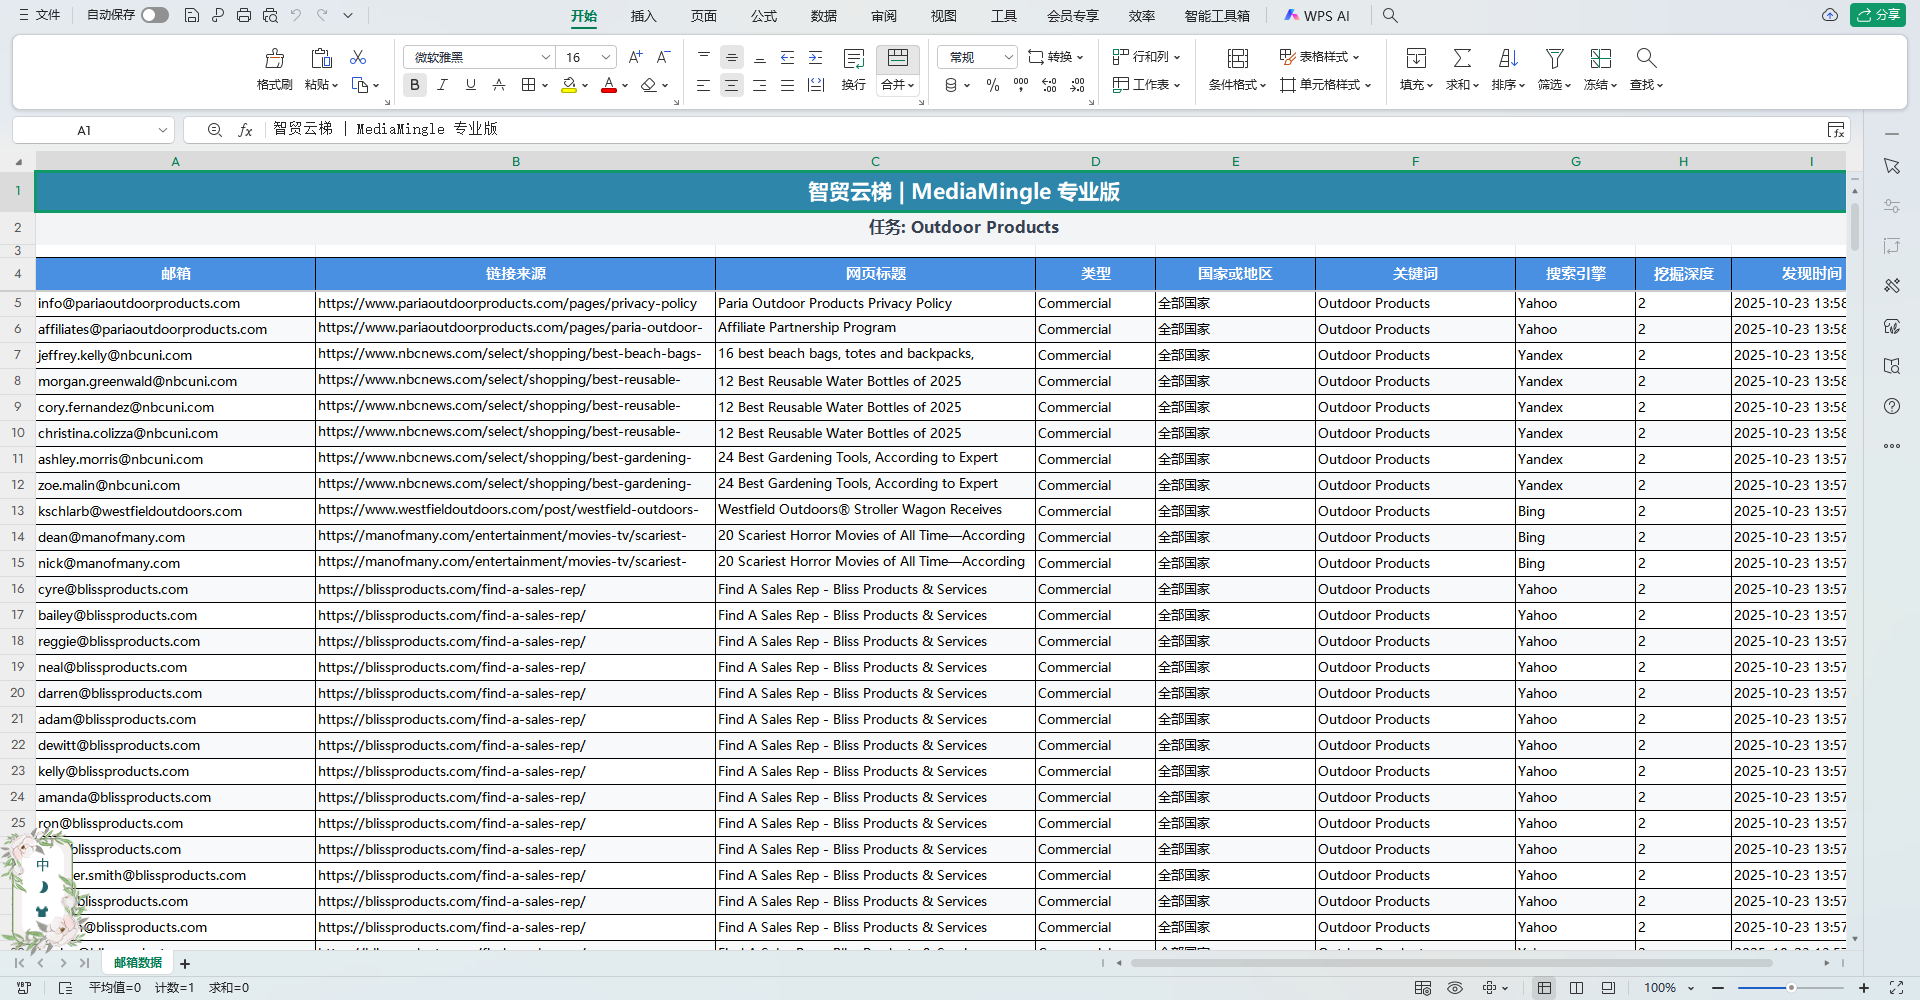 文件 自动保存 开始 插入 页面 公式 数据 审阅 视图 工具 会员专享 效率 智能工具箱 WPS AI 分享
微软雅黑 16 A+ A- 常规 转换 行和列 表格样式
格式刷 粘贴 B I U A A 换行 合并 % 工作表 条件格式 单元格样式 填充 求和 排序 筛选 冻结 查找
A1 fx 智贸云梯 | MediaMingle 专业版
A B C D E F G H I
1 智贸云梯 | MediaMingle 专业版
2 任务: Outdoor Products
3
4 邮箱 链接来源 网页标题 类型 国家或地区 关键词 搜索引擎 挖掘深度 发现时间
5 info@pariaoutdoorproducts.com https://www.pariaoutdoorproducts.com/pages/privacy-policy Paria Outdoor Products Privacy Policy Commercial 全部国家 Outdoor Products Yahoo 2 2025-10-23 13:58
6 affiliates@pariaoutdoorproducts.com https://www.pariaoutdoorproducts.com/pages/paria-outdoor- Affiliate Partnership Program Commercial 全部国家 Outdoor Products Yahoo 2 2025-10-23 13:58
7 jeffrey.kelly@nbcuni.com https://www.nbcnews.com/select/shopping/best-beach-bags- 16 best beach bags, totes and backpacks, Commercial 全部国家 Outdoor Products Yandex 2 2025-10-23 13:58
8 morgan.greenwald@nbcuni.com https://www.nbcnews.com/select/shopping/best-reusable- 12 Best Reusable Water Bottles of 2025 Commercial 全部国家 Outdoor Products Yandex 2 2025-10-23 13:58
9 cory.fernandez@nbcuni.com https://www.nbcnews.com/select/shopping/best-reusable- 12 Best Reusable Water Bottles of 2025 Commercial 全部国家 Outdoor Products Yandex 2 2025-10-23 13:58
10 christina.colizza@nbcuni.com https://www.nbcnews.com/select/shopping/best-reusable- 12 Best Reusable Water Bottles of 2025 Commercial 全部国家 Outdoor Products Yandex 2 2025-10-23 13:58
11 ashley.morris@nbcuni.com https://www.nbcnews.com/select/shopping/best-gardening- 24 Best Gardening Tools, According to Expert Commercial 全部国家 Outdoor Products Yandex 2 2025-10-23 13:57
12 zoe.malin@nbcuni.com https://www.nbcnews.com/select/shopping/best-gardening- 24 Best Gardening Tools, According to Expert Commercial 全部国家 Outdoor Products Yandex 2 2025-10-23 13:57
13 kschlarb@westfieldoutdoors.com https://www.westfieldoutdoors.com/post/westfield-outdoors- Westfield Outdoors® Stroller Wagon Receives Commercial 全部国家 Outdoor Products Bing 2 2025-10-23 13:57
14 dean@manofmany.com https://manofmany.com/entertainment/movies-tv/scariest- 20 Scariest Horror Movies of All Time—According Commercial 全部国家 Outdoor Products Bing 2 2025-10-23 13:57
15 nick@manofmany.com https://manofmany.com/entertainment/movies-tv/scariest- 20 Scariest Horror Movies of All Time—According Commercial 全部国家 Outdoor Products Bing 2 2025-10-23 13:57
16 cyre@blissproducts.com https://blissproducts.com/find-a-sales-rep/ Find A Sales Rep - Bliss Products & Services Commercial 全部国家 Outdoor Products Yahoo 2 2025-10-23 13:57
17 bailey@blissproducts.com https://blissproducts.com/find-a-sales-rep/ Find A Sales Rep - Bliss Products & Services Commercial 全部国家 Outdoor Products Yahoo 2 2025-10-23 13:57
18 reggie@blissproducts.com https://blissproducts.com/find-a-sales-rep/ Find A Sales Rep - Bliss Products & Services Commercial 全部国家 Outdoor Products Yahoo 2 2025-10-23 13:57
19 neal@blissproducts.com https://blissproducts.com/find-a-sales-rep/ Find A Sales Rep - Bliss Products & Services Commercial 全部国家 Outdoor Products Yahoo 2 2025-10-23 13:57
20 darren@blissproducts.com https://blissproducts.com/find-a-sales-rep/ Find A Sales Rep - Bliss Products & Services Commercial 全部国家 Outdoor Products Yahoo 2 2025-10-23 13:57
21 adam@blissproducts.com https://blissproducts.com/find-a-sales-rep/ Find A Sales Rep - Bliss Products & Services Commercial 全部国家 Outdoor Products Yahoo 2 2025-10-23 13:57
22 dewitt@blissproducts.com https://blissproducts.com/find-a-sales-rep/ Find A Sales Rep - Bliss Products & Services Commercial 全部国家 Outdoor Products Yahoo 2 2025-10-23 13:57
23 kelly@blissproducts.com https://blissproducts.com/find-a-sales-rep/ Find A Sales Rep - Bliss Products & Services Commercial 全部国家 Outdoor Products Yahoo 2 2025-10-23 13:57
24 amanda@blissproducts.com https://blissproducts.com/find-a-sales-rep/ Find A Sales Rep - Bliss Products & Services Commercial 全部国家 Outdoor Products Yahoo 2 2025-10-23 13:57
25 ron@blissproducts.com https://blissproducts.com/find-a-sales-rep/ Find A Sales Rep - Bliss Products & Services Commercial 全部国家 Outdoor Products Yahoo 2 2025-10-23 13:57
blissproducts.com https://blissproducts.com/find-a-sales-rep/ Find A Sales Rep - Bliss Products & Services Commercial 全部国家 Outdoor Products Yahoo 2 2025-10-23 13:57
中 er.smith@blissproducts.com https://blissproducts.com/find-a-sales-rep/ Find A Sales Rep - Bliss Products & Services Commercial 全部国家 Outdoor Products Yahoo 2 2025-10-23 13:57
blissproducts.com https://blissproducts.com/find-a-sales-rep/ Find A Sales Rep - Bliss Products & Services Commercial 全部国家 Outdoor Products Yahoo 2 2025-10-23 13:57
@blissproducts.com https://blissproducts.com/find-a-sales-rep/ Find A Sales Rep - Bliss Products & Services Commercial 全部国家 Outdoor Products Yahoo 2 2025-10-23 13:57
邮箱数据
平均值=0 计数=1 求和=0 100%